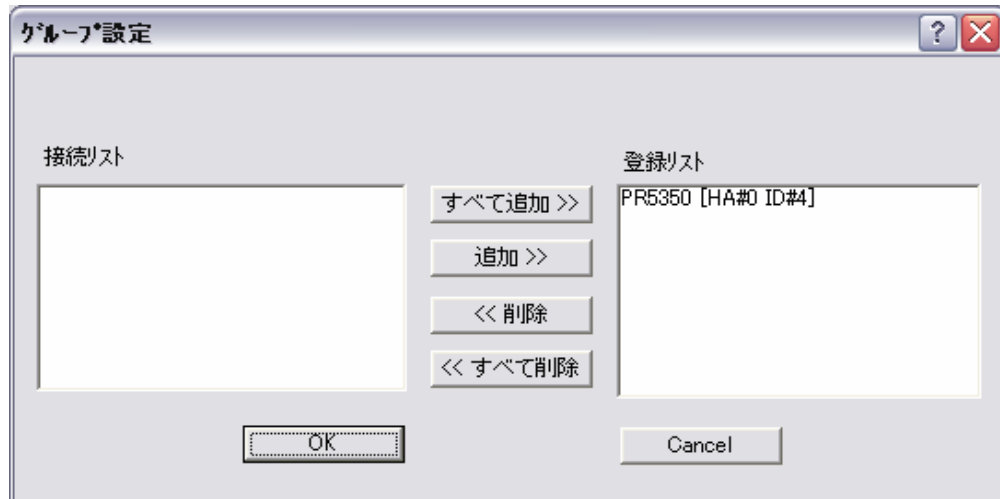 ｸﾞﾙｰﾌﾟ設定
接続ﾘｽﾄ
登録ﾘｽﾄ
すべて追加 >>
PR5350 [HA#0 ID#4]
追加 >>
<< 削除
<< すべて削除
OK
Cancel